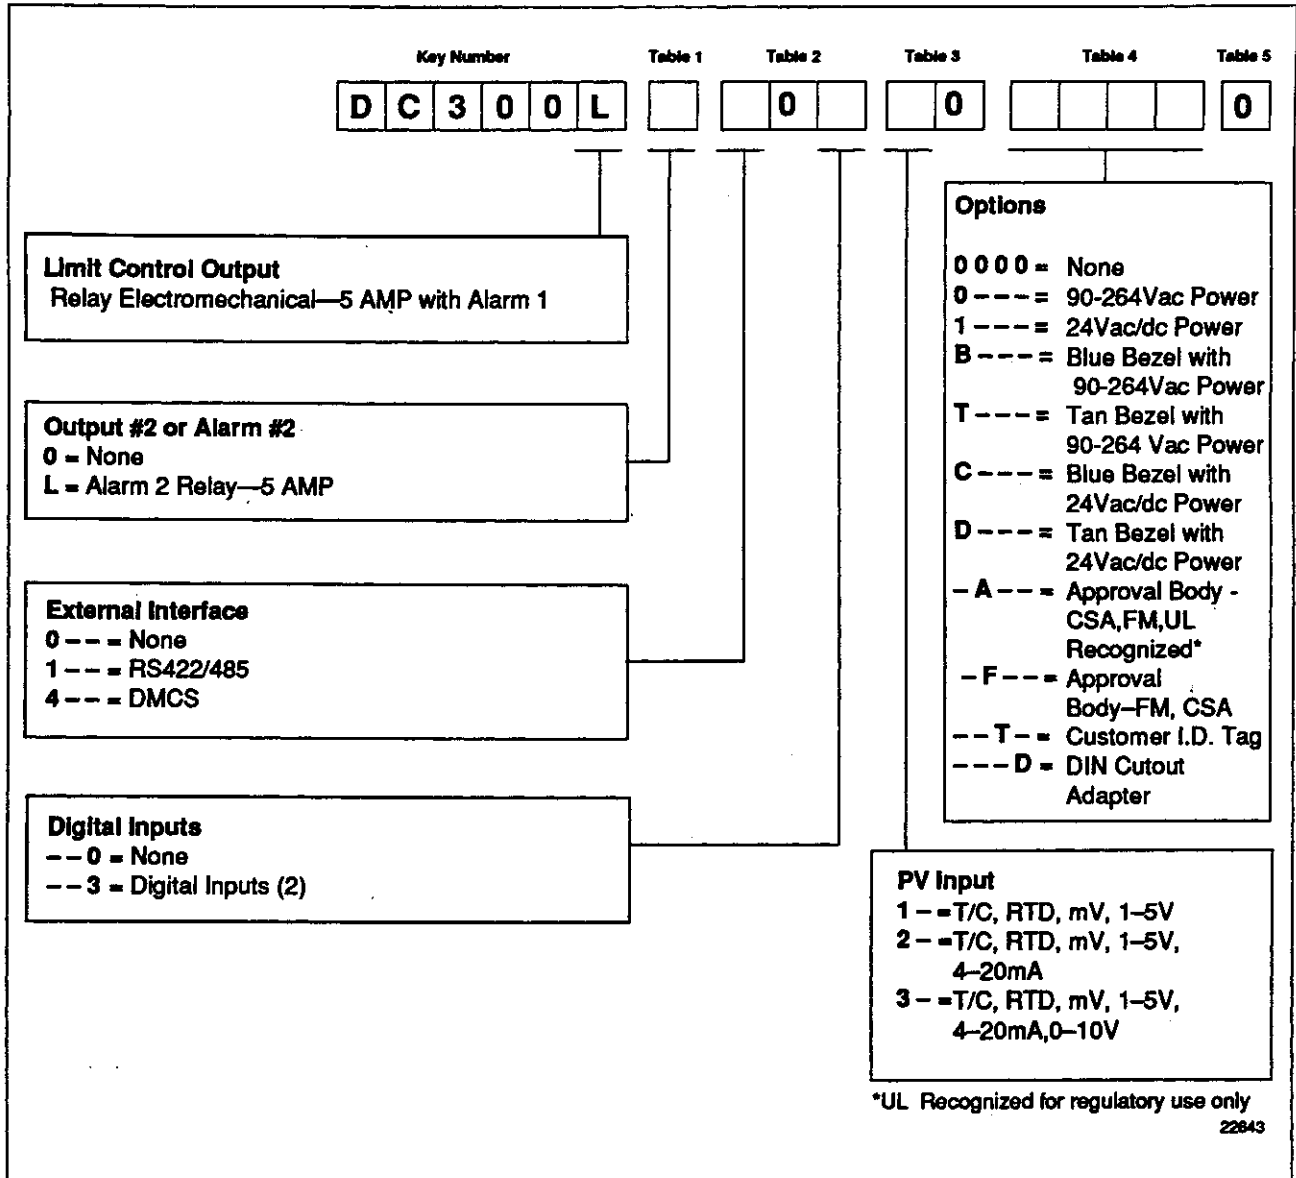 Key Number Table 1 Table 2 Table 3 Table 4 Table 5
D C 3 0 0 L 0 0 0
Limit Control Output
Relay Electromechanical—5 AMP with Alarm 1
Output #2 or Alarm #2
0 = None
L = Alarm 2 Relay—5 AMP
External Interface
0 – – = None
1 – – = RS422/485
4 – – = DMCS
Digital Inputs
– – 0 = None
– – 3 = Digital Inputs (2)
Options
0 0 0 0 = None
0 – – – = 90-264Vac Power
1 – – – = 24Vac/dc Power
B – – – = Blue Bezel with
90-264Vac Power
T – – – = Tan Bezel with
90-264 Vac Power
C – – – = Blue Bezel with
24Vac/dc Power
D – – – = Tan Bezel with
24Vac/dc Power
– A – – = Approval Body -
CSA,FM,UL
Recognized*
– F – – = Approval
Body–FM, CSA
– – T – = Customer I.D. Tag
– – – D = DIN Cutout
Adapter
PV Input
1 – =T/C, RTD, mV, 1–5V
2 – =T/C, RTD, mV, 1–5V,
4–20mA
3 – =T/C, RTD, mV, 1–5V,
4–20mA,0–10V
*UL Recognized for regulatory use only
22643